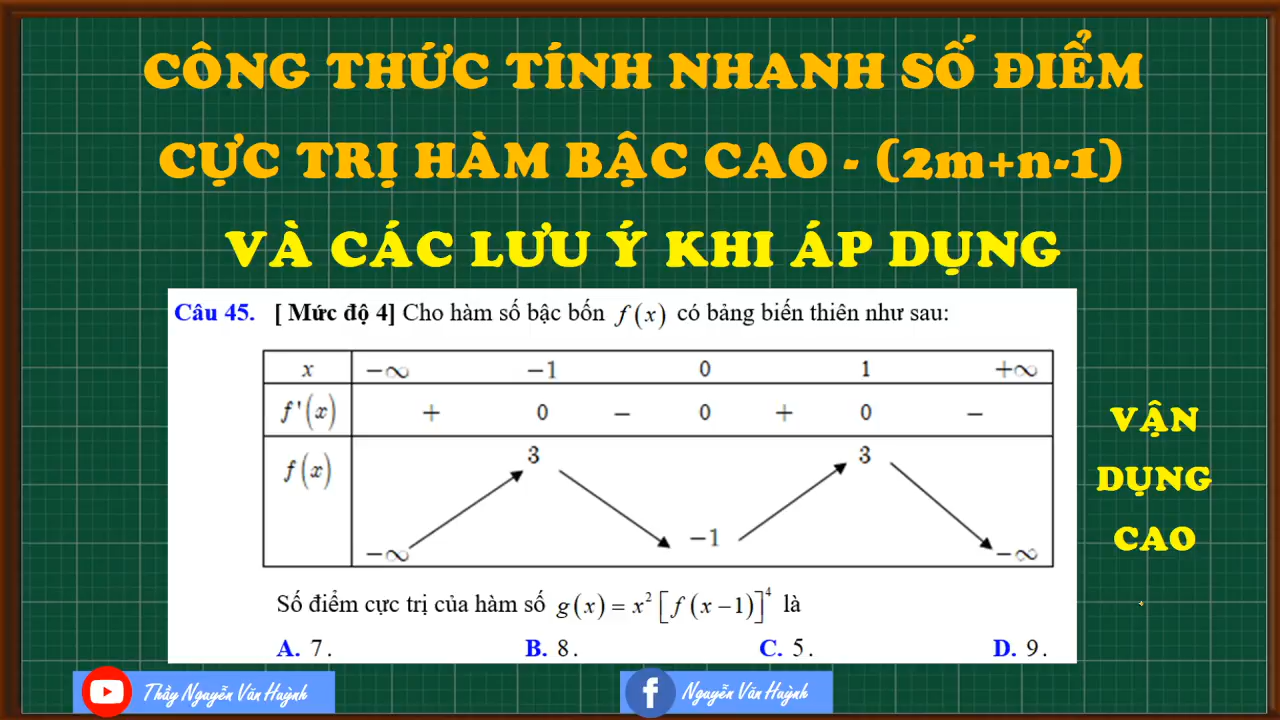 CÔNG THỨC TÍNH NHANH SỐ ĐIỂM
CỰC TRỊ HÀM BẬC CAO - (2m+n-1)
VÀ CÁC LƯU Ý KHI ÁP DỤNG
Câu 45. [ Mức độ 4] Cho hàm số bậc bốn f(x) có bảng biến thiên như sau:
x −∞ −1 0 1 +∞
f'(x) + 0 − 0 + 0 −
f(x) −∞ 3 −1 3 −∞
Số điểm cực trị của hàm số g(x) = x²[f(x−1)]⁴ là
A. 7. B. 8. C. 5. D. 9.
VẬN
DỤNG
CAO
Thầy Nguyễn Văn Huỳnh
Nguyễn Văn Huỳnh